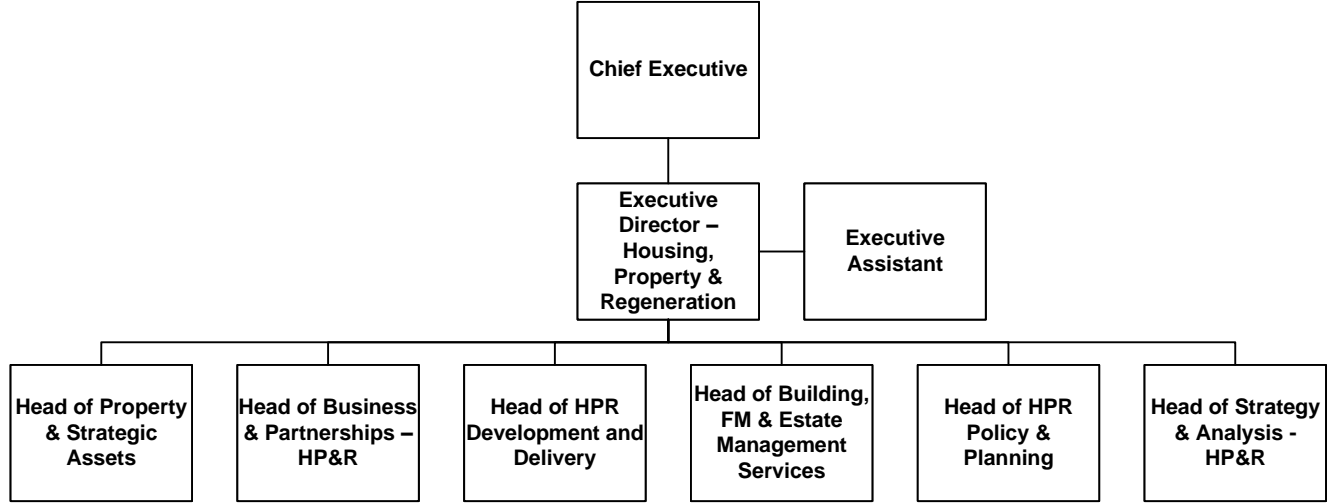 Chief Executive
Executive
Director –
Housing,
Property &
Regeneration
Executive
Assistant
Head of Property
& Strategic
Assets
Head of Business
& Partnerships –
HP&R
Head of HPR
Development and
Delivery
Head of Building,
FM & Estate
Management
Services
Head of HPR
Policy &
Planning
Head of Strategy
& Analysis -
HP&R